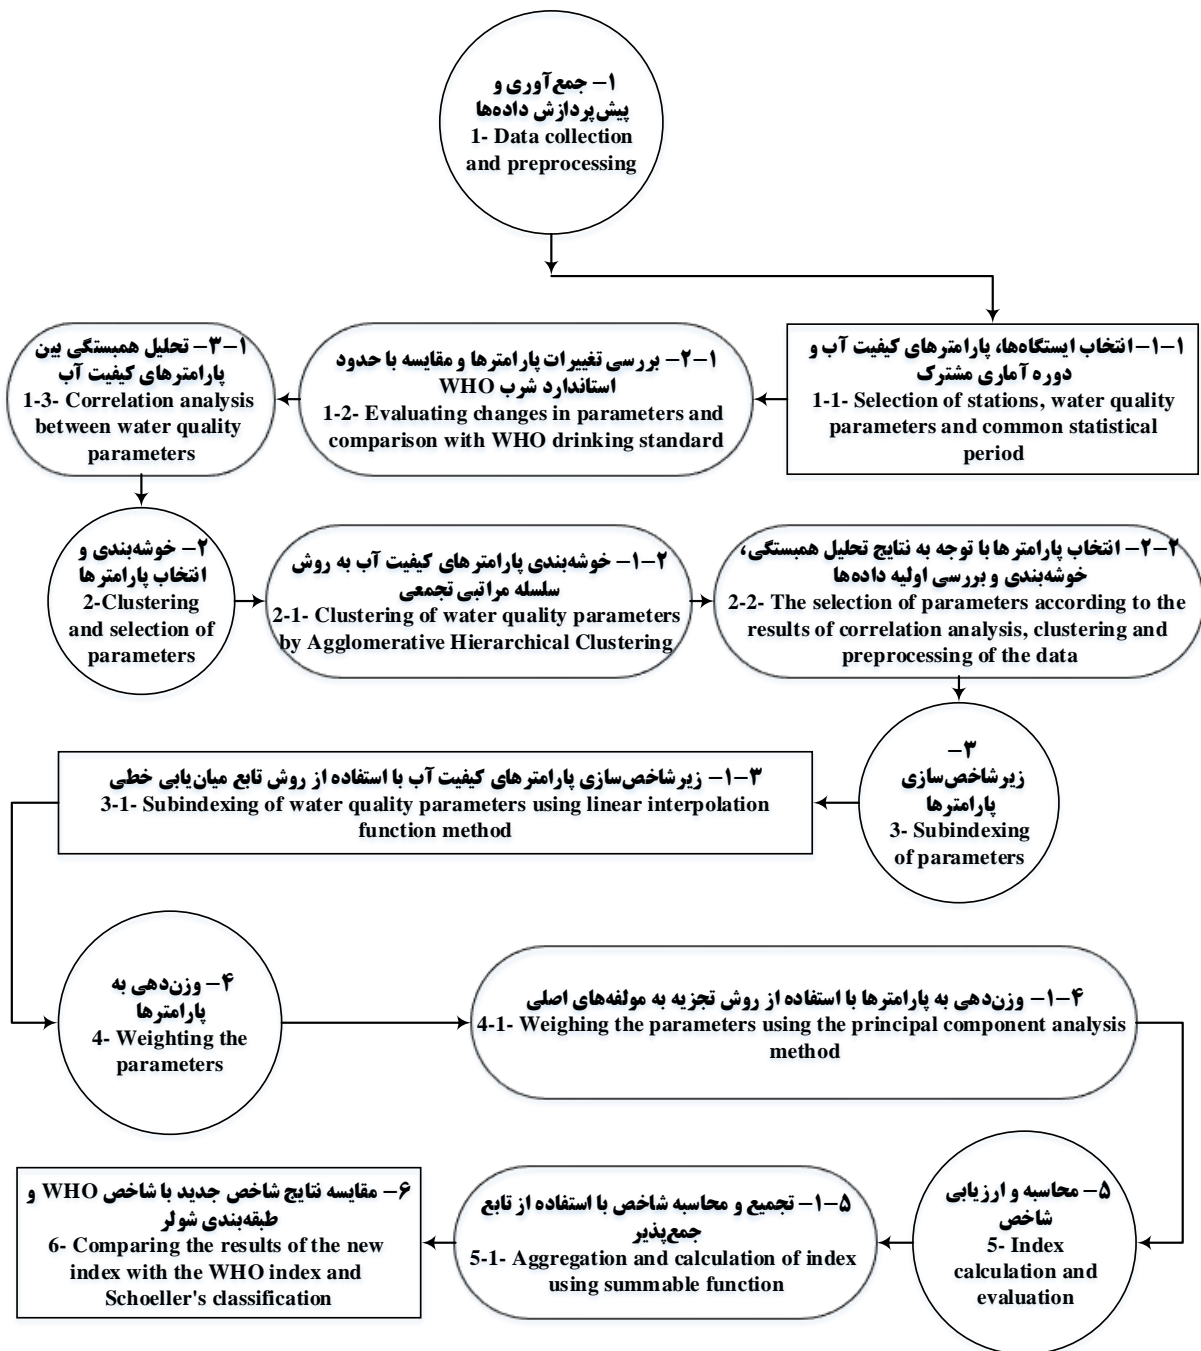 ۱- جمع‌آوری و
پیش‌پردازش داده‌ها
1- Data collection
and preprocessing
۱-۱- انتخاب ایستگاه‌ها، پارامترهای کیفیت آب و
دوره آماری مشترک
1-1- Selection of stations, water quality
parameters and common statistical
period
۱-۲- بررسی تغییرات پارامترها و مقایسه با حدود
استاندارد شرب WHO
1-2- Evaluating changes in parameters and
comparison with WHO drinking standard
۱-۳- تحلیل همبستگی بین
پارامترهای کیفیت آب
1-3- Correlation analysis
between water quality
parameters
۲- خوشه‌بندی و
انتخاب پارامترها
2-Clustering
and selection of
parameters
۲-۱- خوشه‌بندی پارامترهای کیفیت آب به روش
سلسله مراتبی تجمعی
2-1- Clustering of water quality parameters
by Agglomerative Hierarchical Clustering
۲-۲- انتخاب پارامترها با توجه به نتایج تحلیل همبستگی،
خوشه‌بندی و بررسی اولیه داده‌ها
2-2- The selection of parameters according to the
results of correlation analysis, clustering and
preprocessing of the data
۳-
زیرشاخص‌سازی
پارامترها
3- Subindexing
of parameters
۳-۱- زیرشاخص‌سازی پارامترهای کیفیت آب با استفاده از روش تابع میان‌یابی خطی
3-1- Subindexing of water quality parameters using linear interpolation
function method
۴- وزن‌دهی به
پارامترها
4- Weighting the
parameters
۴-۱- وزن‌دهی به پارامترها با استفاده از روش تجزیه به مولفه‌های اصلی
4-1- Weighing the parameters using the principal component analysis
method
۵- محاسبه و ارزیابی
شاخص
5- Index
calculation and
evaluation
۵-۱- تجمیع و محاسبه شاخص با استفاده از تابع
جمع‌پذیر
5-1- Aggregation and calculation of index
using summable function
۶- مقایسه نتایج شاخص جدید با شاخص WHO و
طبقه‌بندی شولر
6- Comparing the results of the new
index with the WHO index and
Schoeller's classification